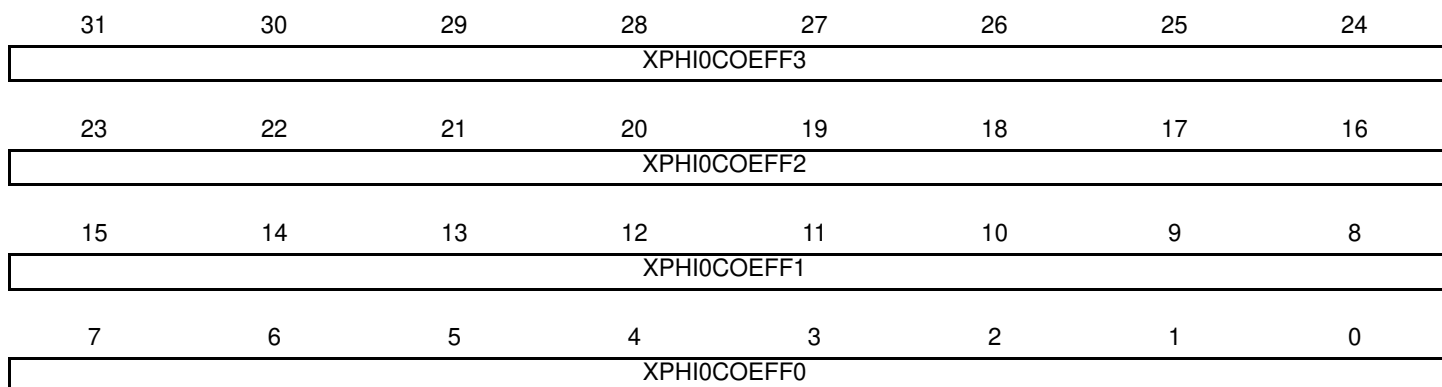 31 30 29 28 27 26 25 24
XPHI0COEFF3
23 22 21 20 19 18 17 16
XPHI0COEFF2
15 14 13 12 11 10 9 8
XPHI0COEFF1
7 6 5 4 3 2 1 0
XPHI0COEFF0